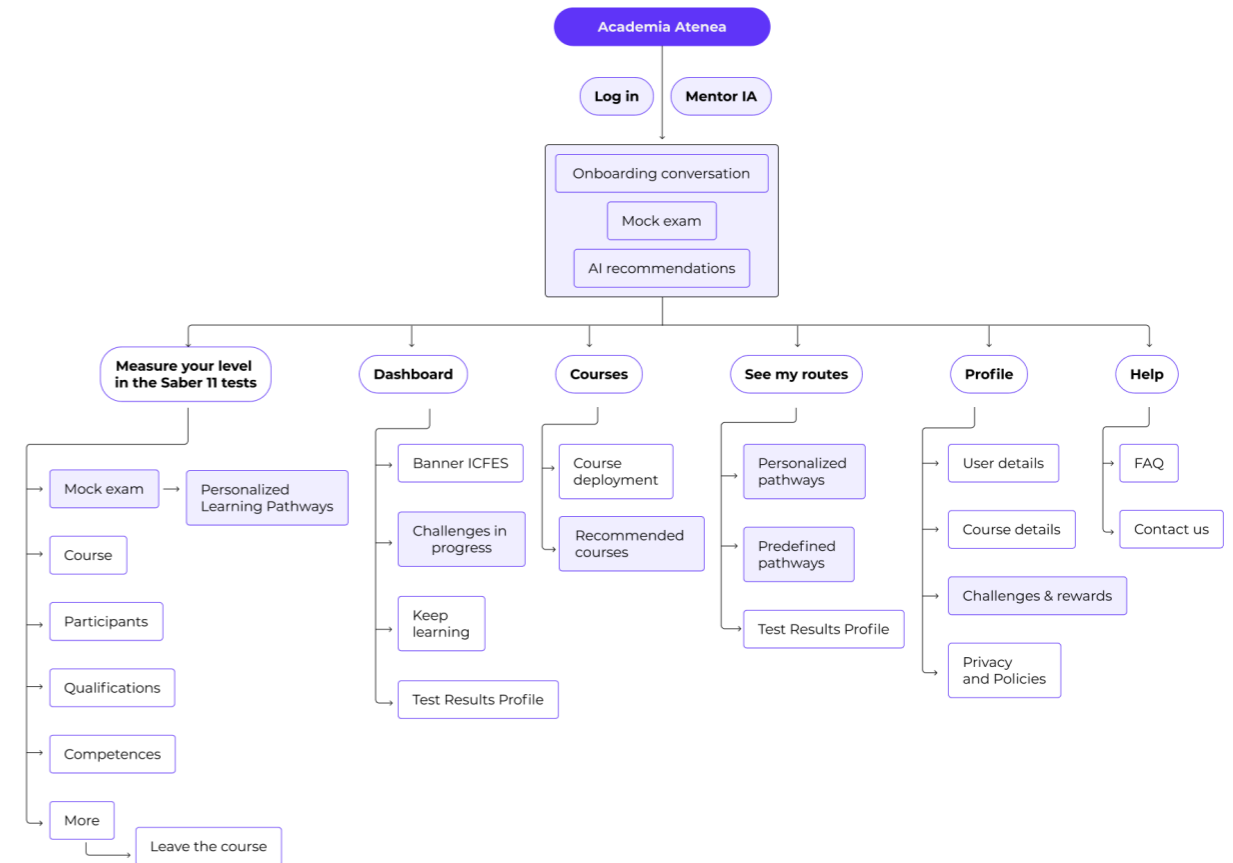 Academia Atenea
Log in
Mentor IA
Onboarding conversation
Mock exam
AI recommendations
Measure your level
in the Saber 11 tests
Mock exam
Personalized
Learning Pathways
Course
Participants
Qualifications
Competences
More
Leave the course
Dashboard
Banner ICFES
Challenges in
progress
Keep
learning
Test Results Profile
Courses
Course
deployment
Recommended
courses
See my routes
Personalized
pathways
Predefined
pathways
Test Results Profile
Profile
User details
Course details
Challenges & rewards
Privacy
and Policies
Help
FAQ
Contact us